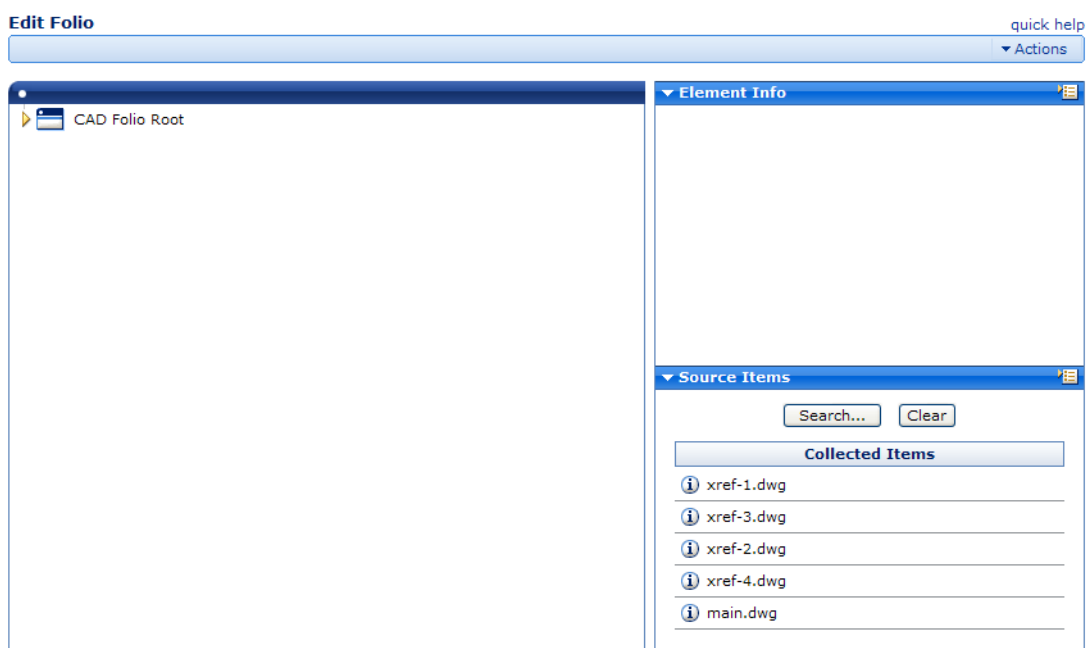 Edit Folio
quick help
Actions
Element Info
CAD Folio Root
Source Items
Search... Clear
Collected Items
xref-1.dwg
xref-3.dwg
xref-2.dwg
xref-4.dwg
main.dwg